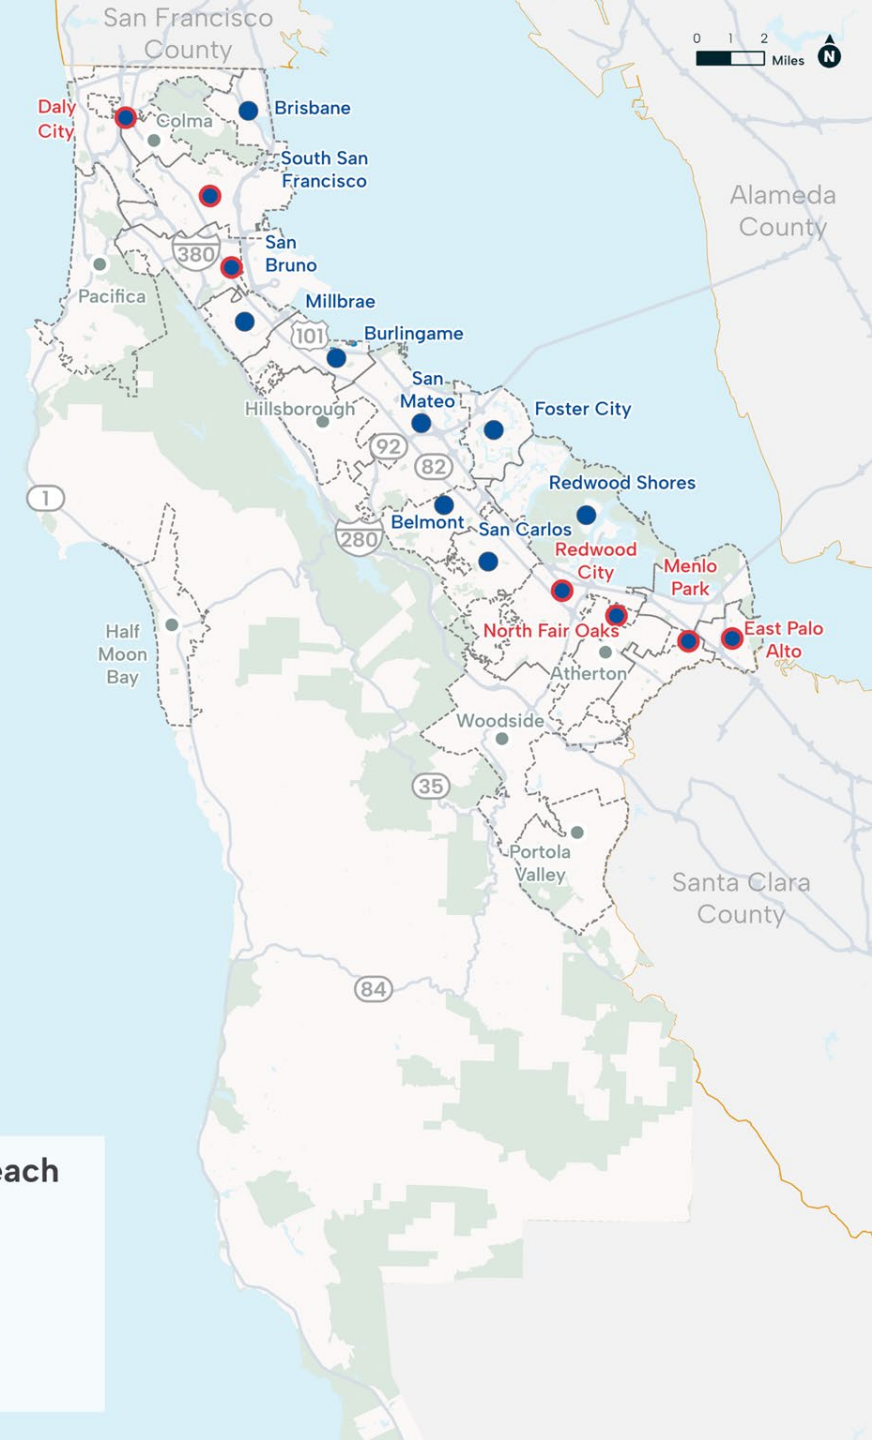 San Francisco
County
0 1 2
Miles
N
Daly
City
Colma
Brisbane
South San
Francisco
Alameda
County
380
San
Bruno
Pacifica
Millbrae
101
Burlingame
San
Mateo
Hillsborough
Foster City
92
82
1
Redwood Shores
Belmont
San Carlos
280
Redwood
City
Menlo
Park
North Fair Oaks
East Palo
Alto
Half
Moon
Bay
Atherton
Woodside
35
Portola
Valley
Santa Clara
County
84
each